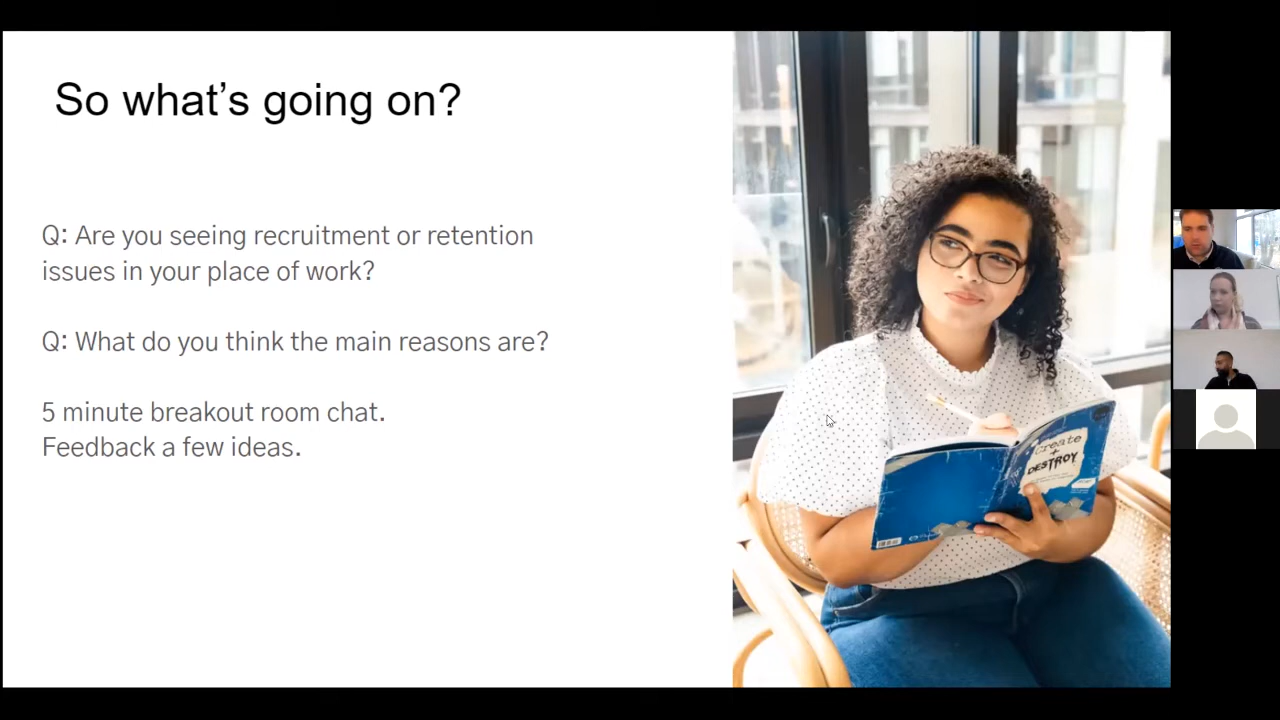 So what's going on?
Q: Are you seeing recruitment or retention
issues in your place of work?
Q: What do you think the main reasons are?
5 minute breakout room chat.
Feedback a few ideas.
Create
+
DESTROY